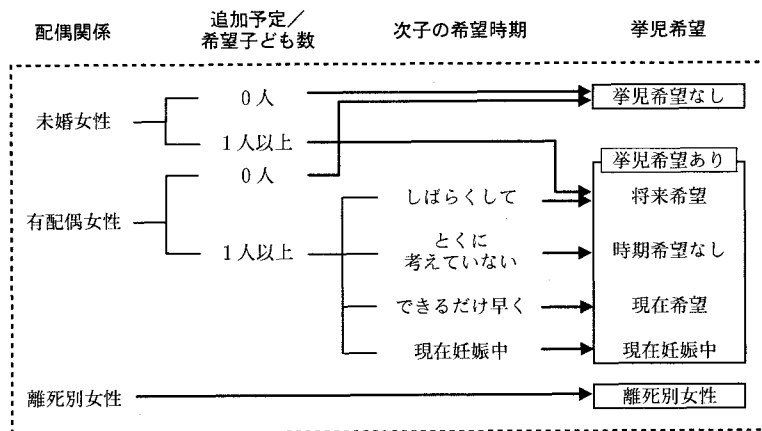 配偶関係
追加予定／
希望子ども数
次子の希望時期
挙児希望
未婚女性
0人
1人以上
有配偶女性
0人
1人以上
しばらくして
とくに
考えていない
できるだけ早く
現在妊娠中
挙児希望なし
挙児希望あり
将来希望
時期希望なし
現在希望
現在妊娠中
離死別女性
離死別女性